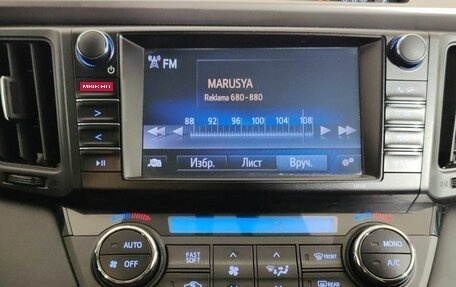 FM
MARUSYA
Reklama 680-880
88 92 96 100 104 108
Избр. Лист Вруч.
AUTO
OFF
FAST
SOFT
FRONT
REAR
MONO
A/C